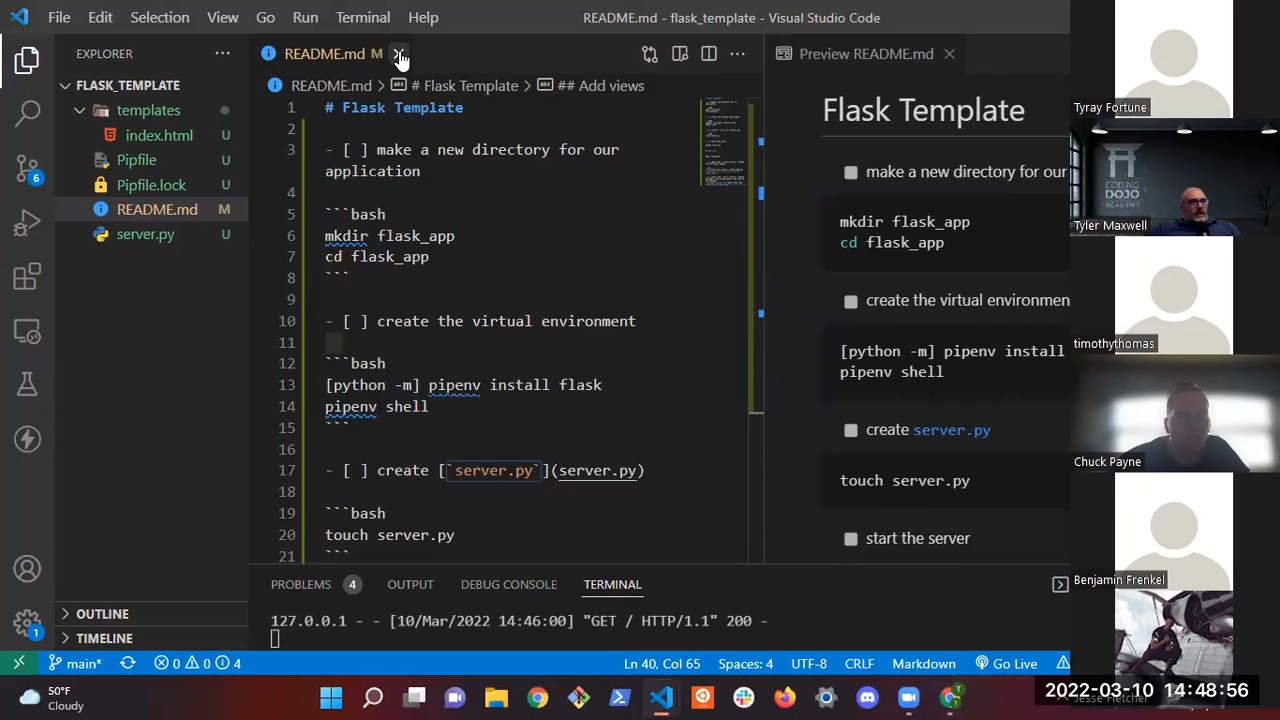 File Edit Selection View Go Run Terminal Help README.md - flask_template - Visual Studio Code
EXPLORER
FLASK_TEMPLATE
templates
index.html U
Pipfile U
Pipfile.lock U
README.md M
server.py U
OUTLINE
TIMELINE
README.md M
README.md > # Flask Template > ## Add views
1 # Flask Template
2
3 - [ ] make a new directory for our
application
4
5 ```bash
6 mkdir flask_app
7 cd flask_app
8 ```
9
10 - [ ] create the virtual environment
11
12 ```bash
13 [python -m] pipenv install flask
14 pipenv shell
15 ```
16
17 - [ ] create [`server.py`](server.py)
18
19 ```bash
20 touch server.py
21 ```
Preview README.md
Flask Template
make a new directory for our
mkdir flask_app
cd flask_app
create the virtual environmen
[python -m] pipenv install
pipenv shell
create server.py
touch server.py
start the server
PROBLEMS 4 OUTPUT DEBUG CONSOLE TERMINAL
127.0.0.1 - - [10/Mar/2022 14:46:00] "GET / HTTP/1.1" 200 -
6
1
main* 0 0 4 Ln 40, Col 65 Spaces: 4 UTF-8 CRLF Markdown Go Live
50°F
Cloudy
Tyray Fortune
CODING
DOJO
ACADEMY
Tyler Maxwell
timothythomas
Chuck Payne
Benjamin Frenkel
Jesse Fletcher
2022-03-10 14:48:56